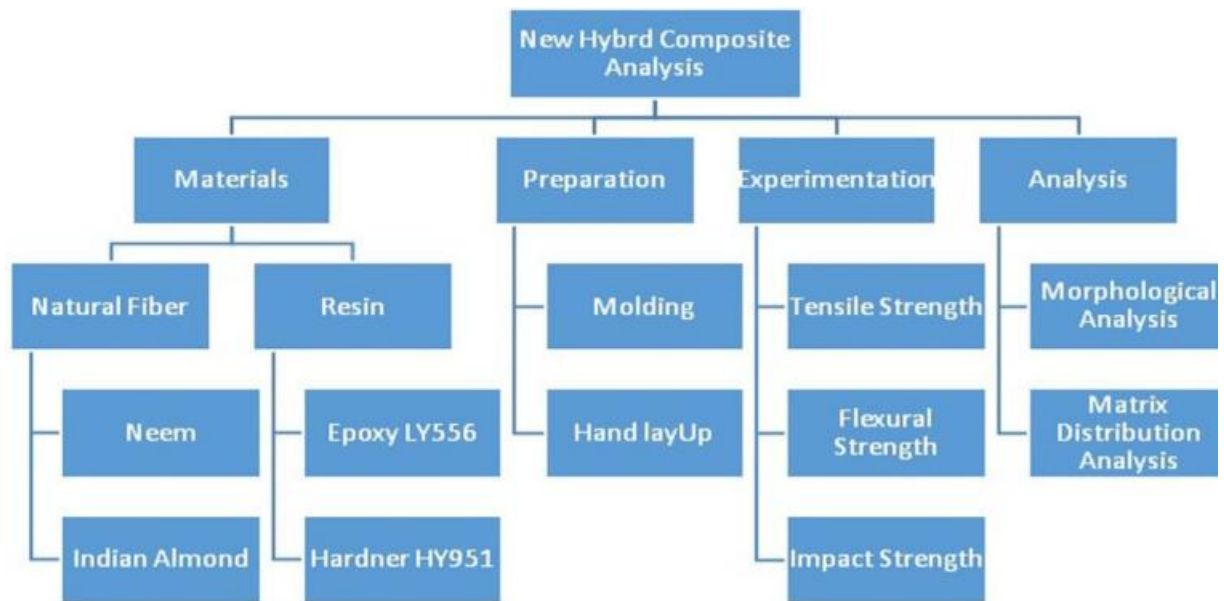 New Hybrd Composite
Analysis
Materials
Preparation
Experimentation
Analysis
Natural Fiber
Resin
Molding
Tensile Strength
Morphological
Analysis
Neem
Epoxy LY556
Hand layUp
Flexural
Strength
Matrix
Distribution
Analysis
Indian Almond
Hardner HY951
Impact Strength